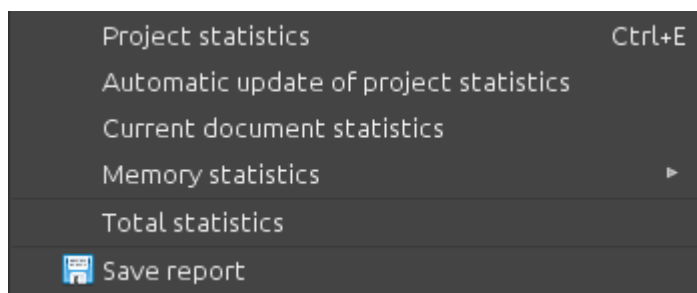 Project statistics Ctrl+E
Automatic update of project statistics
Current document statistics
Memory statistics
Total statistics
Save report